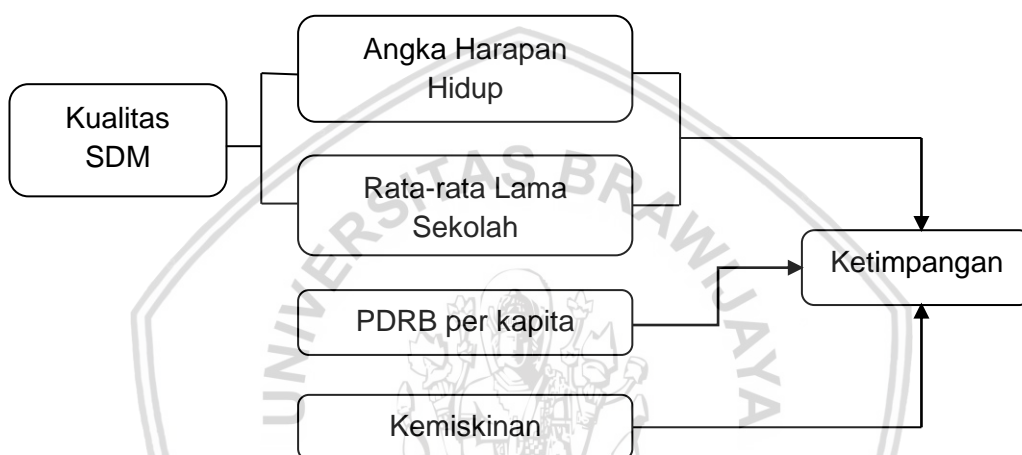 Kualitas
SDM
Angka Harapan
Hidup
Rata-rata Lama
Sekolah
PDRB per kapita
Kemiskinan
Ketimpangan
UNIVERSITAS BRAWIJAYA